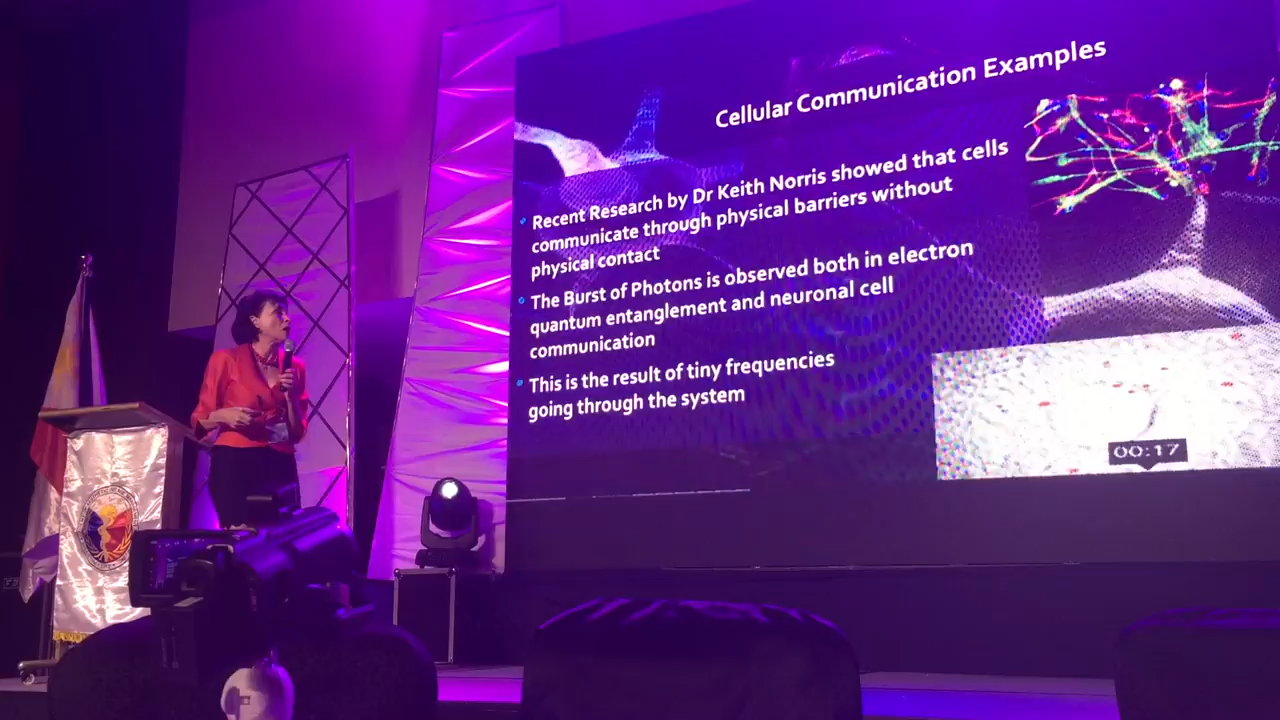 Cellular Communication Examples
Recent Research by Dr Keith Norris showed that cells
communicate through physical barriers without
physical contact
The Burst of Photons is observed both in electron
quantum entanglement and neuronal cell
communication
This is the result of tiny frequencies
going through the system
00:17